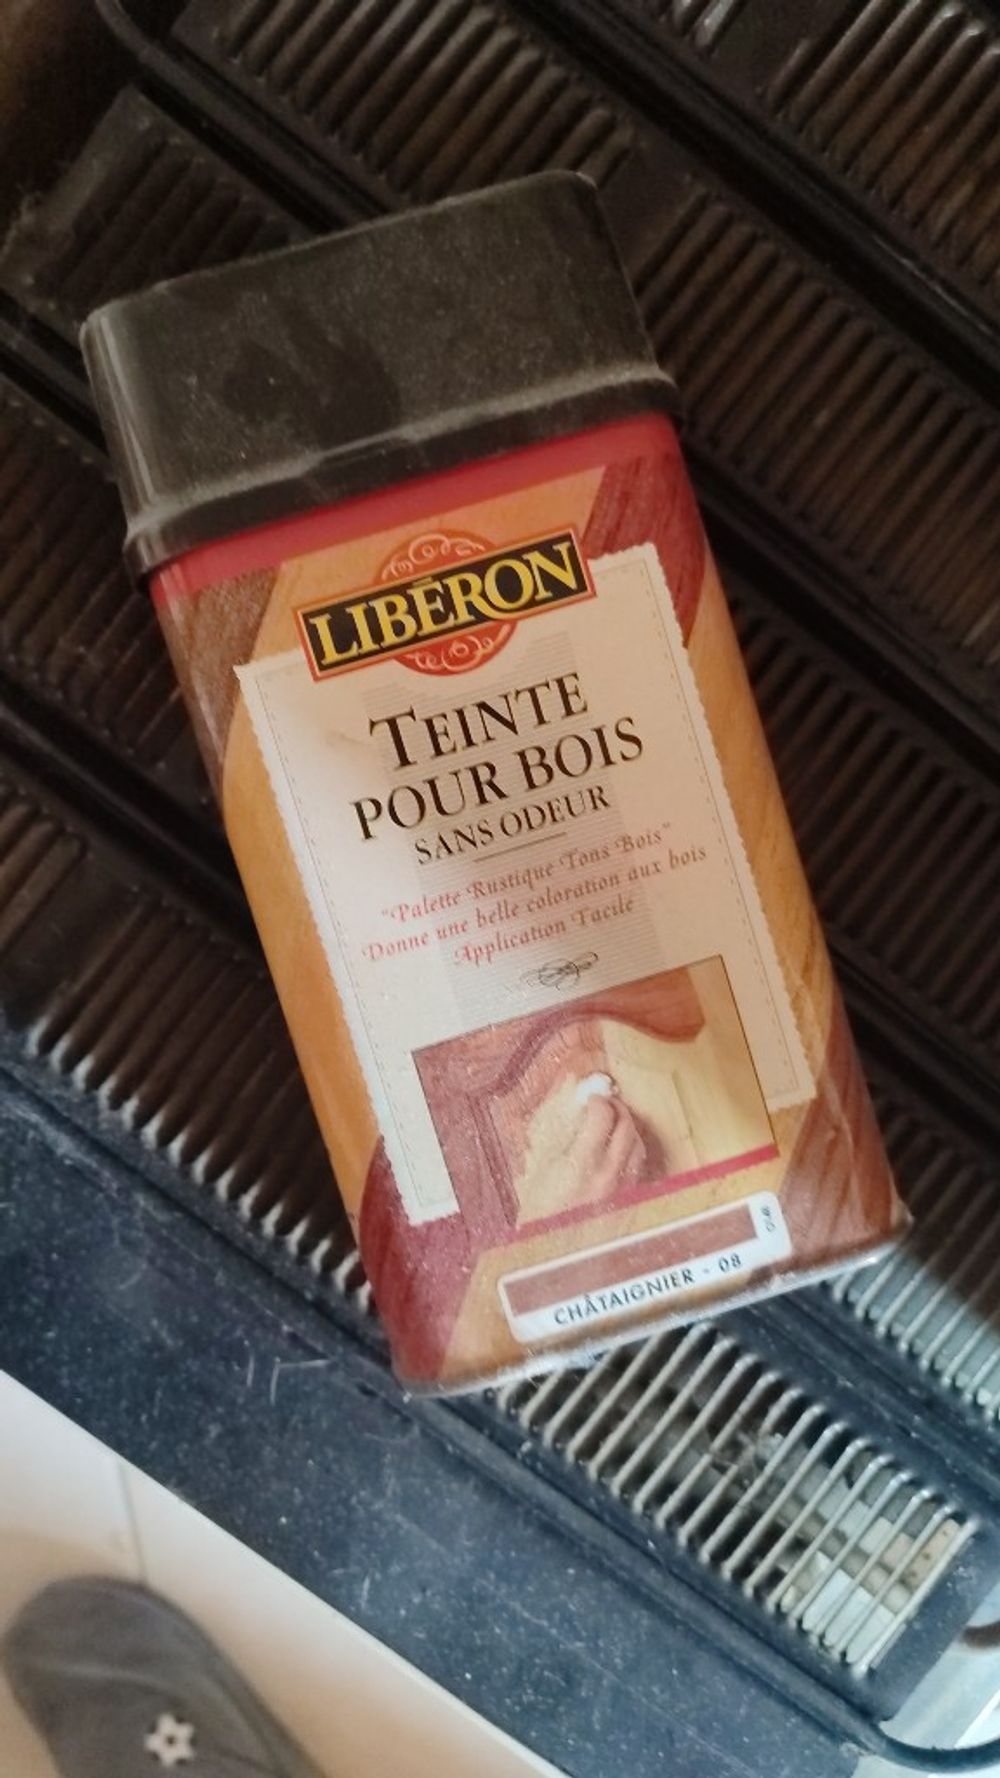 LIBÉRON
TEINTE
POUR BOIS
SANS ODEUR
"Palette Rustique Tons Bois"
Donne une belle coloration aux bois
Application Facile
CHÂTAIGNIER - 08